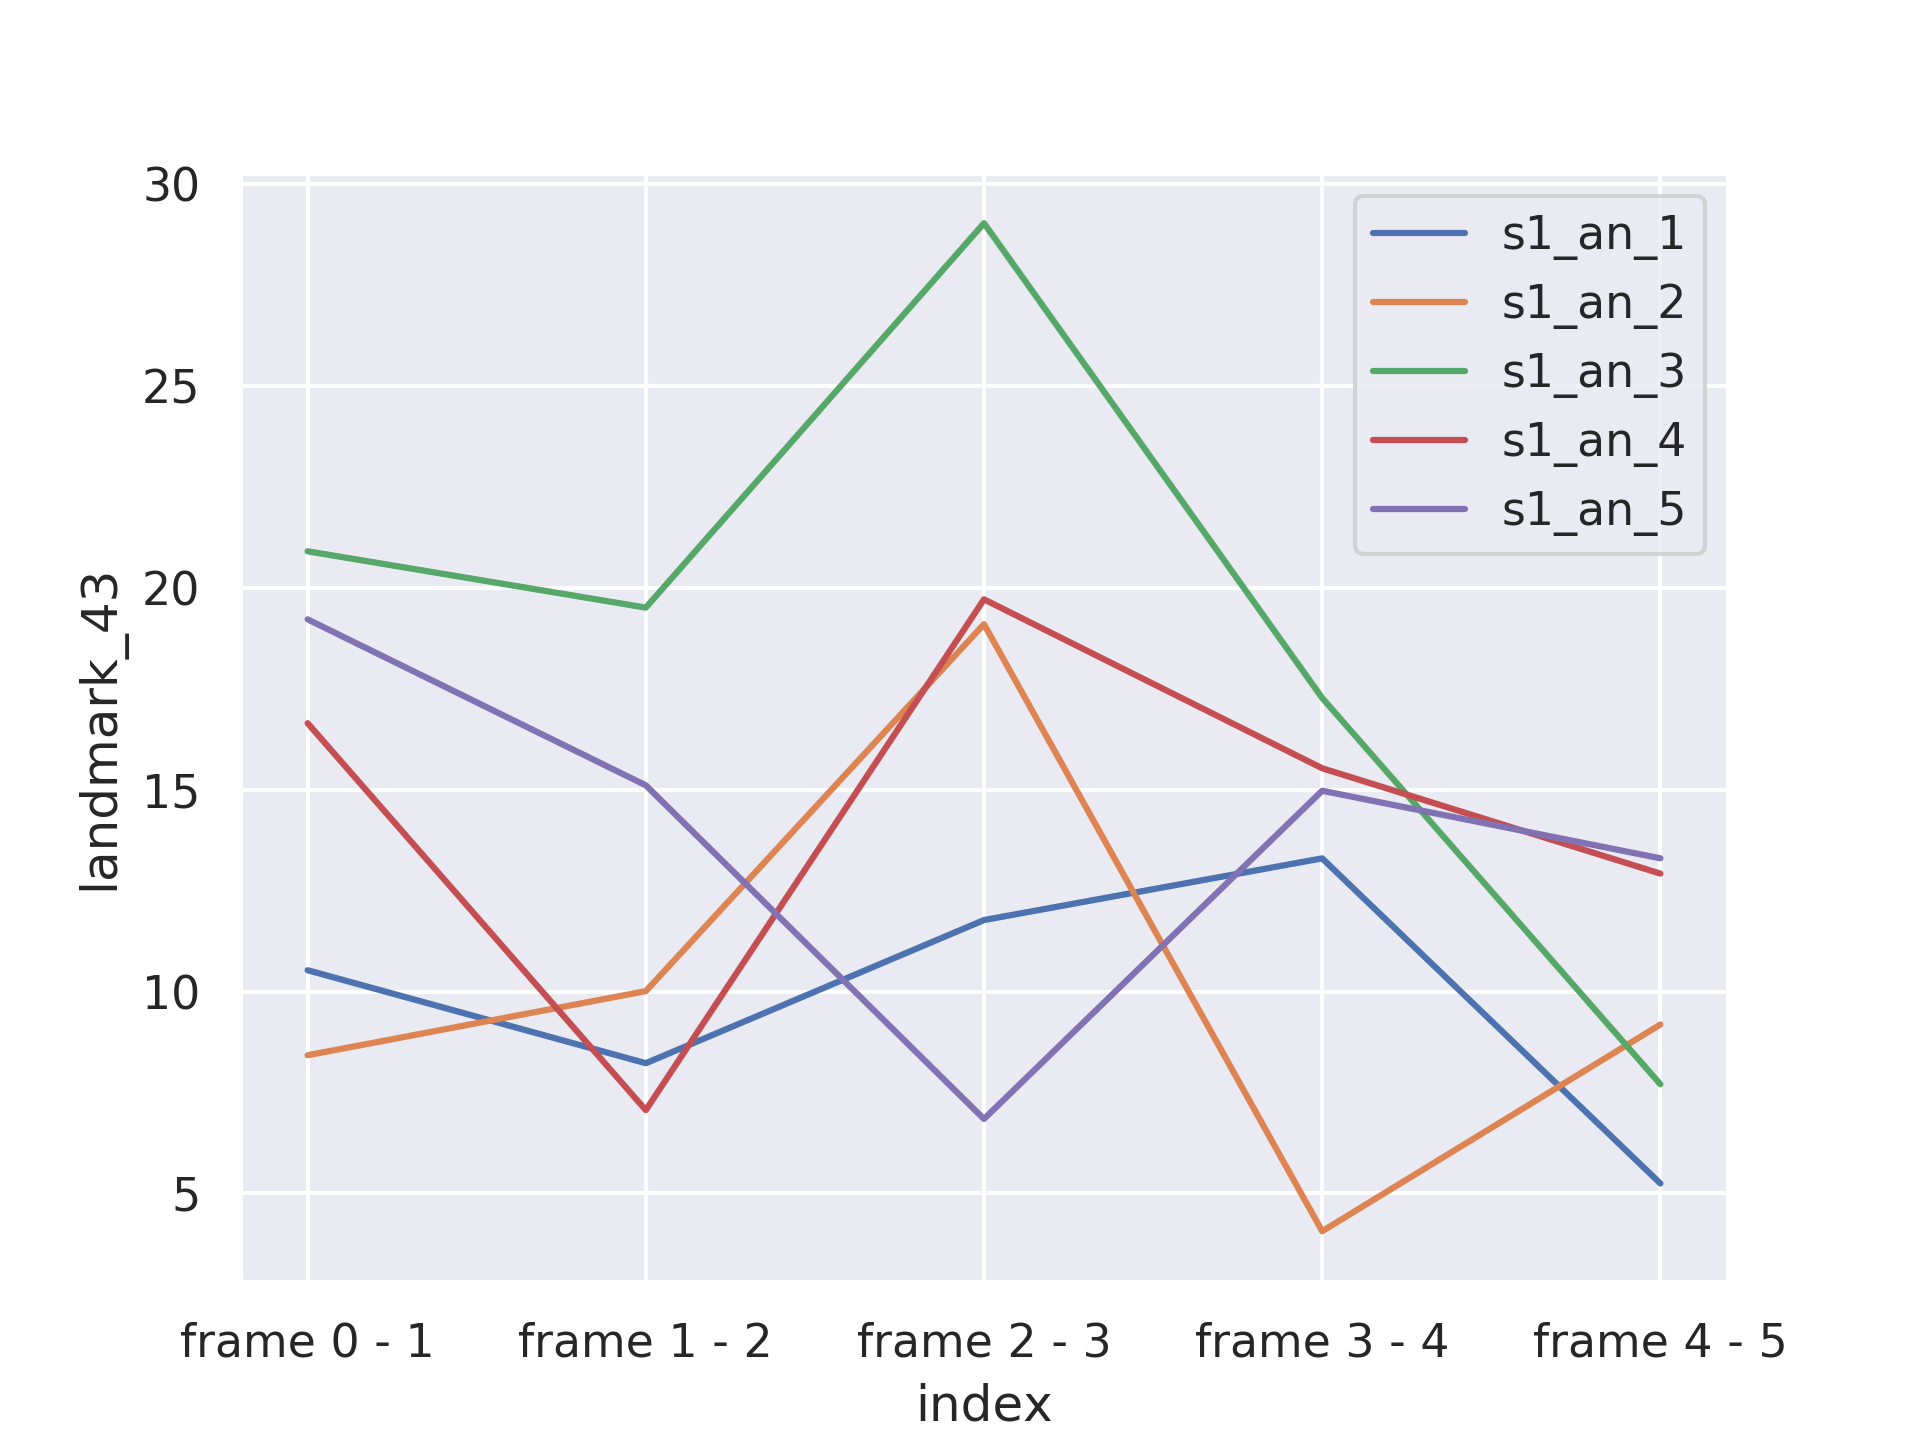 30
25
20
15
10
5
landmark_43
s1_an_1
s1_an_2
s1_an_3
s1_an_4
s1_an_5
frame 0 - 1 frame 1 - 2 frame 2 - 3 frame 3 - 4 frame 4 - 5
index